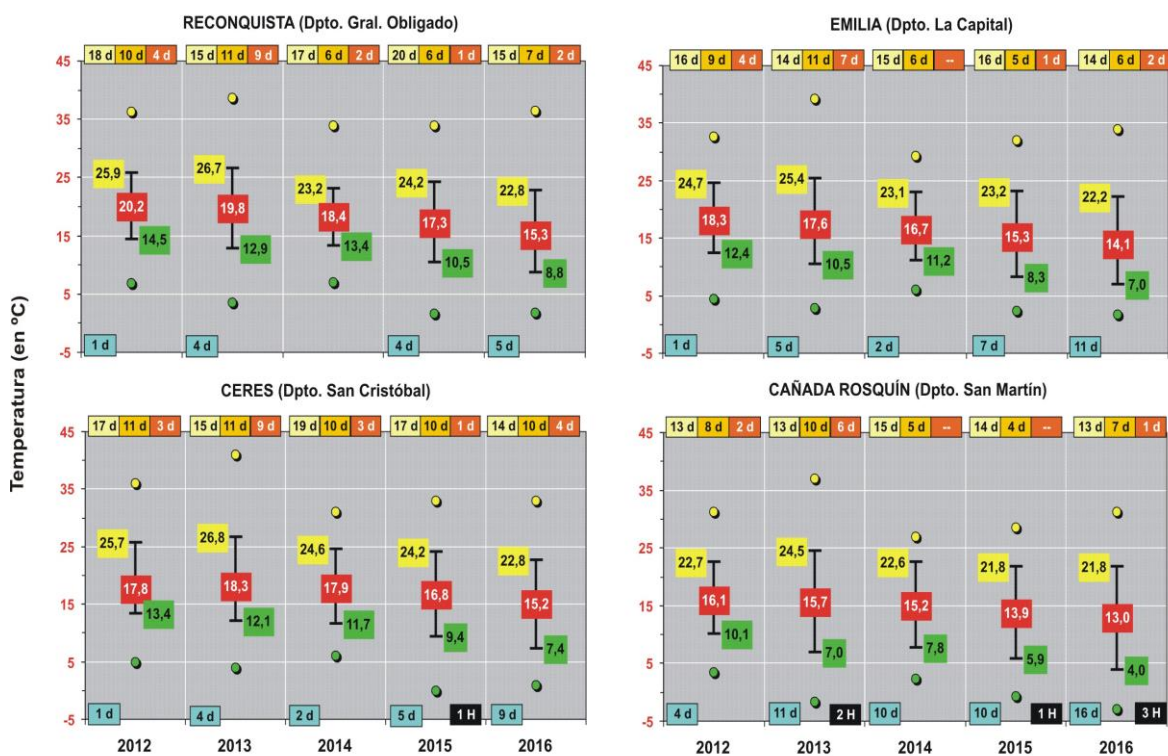 RECONQUISTA (Dpto. Gral. Obligado)
18 d 10 d 4 d 15 d 11 d 9 d 17 d 6 d 2 d 20 d 6 d 1 d 15 d 7 d 2 d
45
35
25
15
5
-5
25,9 26,7 23,2 24,2 22,8
20,2 19,8 18,4 17,3 15,3
14,5 12,9 13,4 10,5 8,8
1 d 4 d 4 d 5 d
EMILIA (Dpto. La Capital)
16 d 9 d 4 d 14 d 11 d 7 d 15 d 6 d -- 16 d 5 d 1 d 14 d 6 d 2 d
45
35
25
15
5
-5
24,7 25,4 23,1 23,2 22,2
18,3 17,6 16,7 15,3 14,1
12,4 10,5 11,2 8,3 7,0
1 d 5 d 2 d 7 d 11 d
Temperatura (en ºC)
CERES (Dpto. San Cristóbal)
17 d 11 d 3 d 15 d 11 d 9 d 19 d 10 d 3 d 17 d 10 d 1 d 14 d 10 d 4 d
45
35
25
15
5
-5
25,7 26,8 24,6 24,2 22,8
17,8 18,3 17,9 16,8 15,2
13,4 12,1 11,7 9,4 7,4
1 d 4 d 2 d 5 d 1 H 9 d
2012 2013 2014 2015 2016
CAÑADA ROSQUÍN (Dpto. San Martín)
13 d 8 d 2 d 13 d 10 d 6 d 15 d 5 d -- 14 d 4 d -- 13 d 7 d 1 d
45
35
25
15
5
-5
22,7 24,5 22,6 21,8 21,8
16,1 15,7 15,2 13,9 13,0
10,1 7,0 7,8 5,9 4,0
4 d 11 d 2 H 10 d 10 d 1 H 16 d 3 H
2012 2013 2014 2015 2016